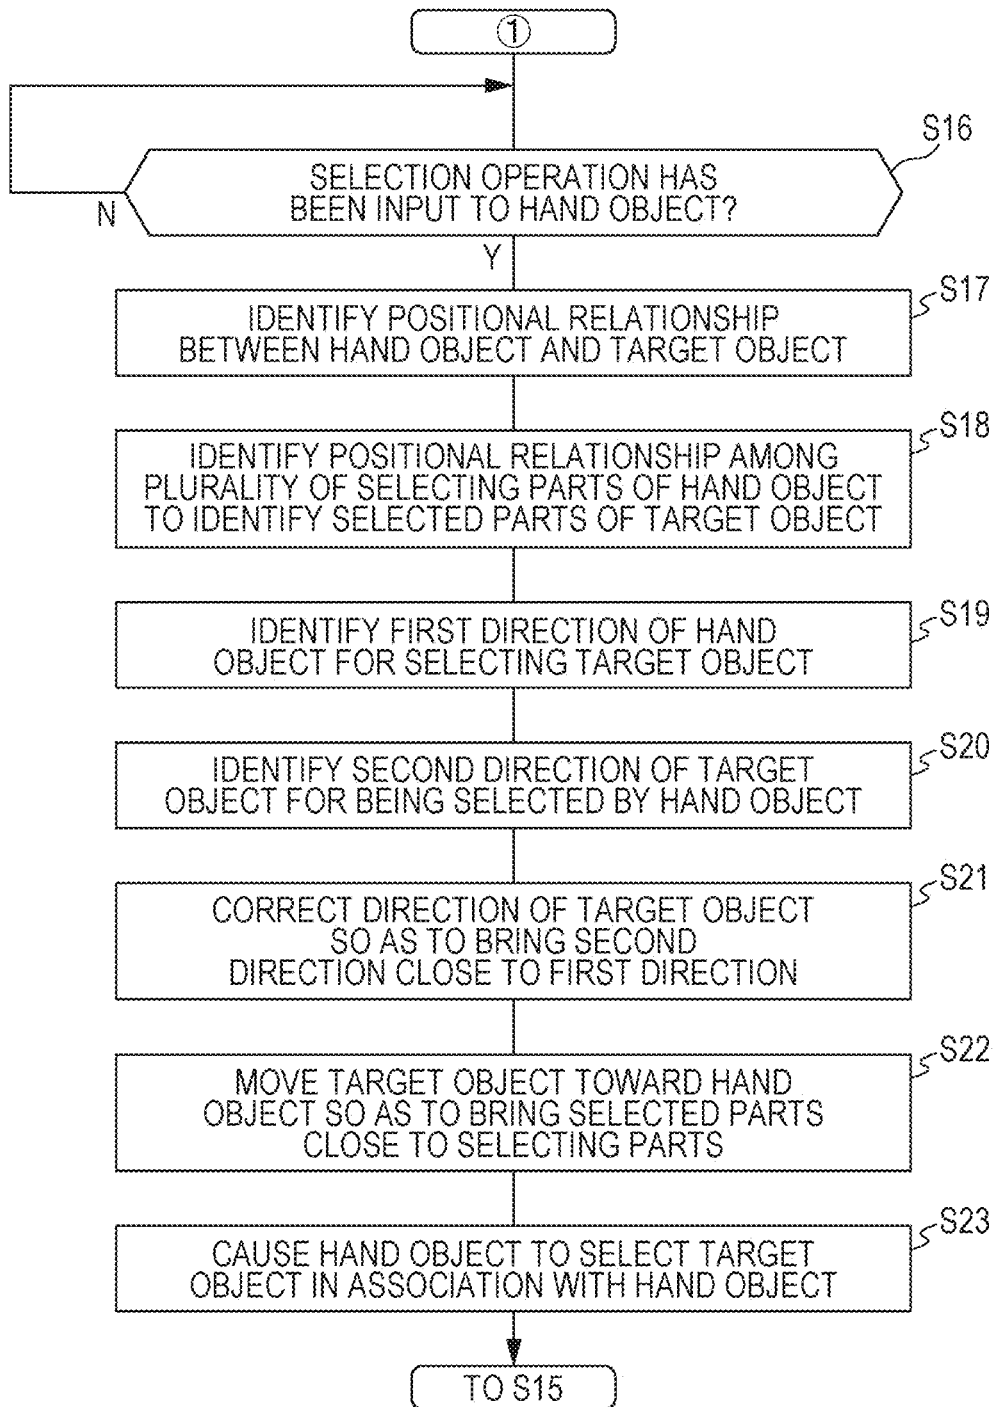 ①
S16
SELECTION OPERATION HAS
BEEN INPUT TO HAND OBJECT?
N
Y
S17
IDENTIFY POSITIONAL RELATIONSHIP
BETWEEN HAND OBJECT AND TARGET OBJECT
S18
IDENTIFY POSITIONAL RELATIONSHIP AMONG
PLURALITY OF SELECTING PARTS OF HAND OBJECT
TO IDENTIFY SELECTED PARTS OF TARGET OBJECT
S19
IDENTIFY FIRST DIRECTION OF HAND
OBJECT FOR SELECTING TARGET OBJECT
S20
IDENTIFY SECOND DIRECTION OF TARGET
OBJECT FOR BEING SELECTED BY HAND OBJECT
S21
CORRECT DIRECTION OF TARGET OBJECT
SO AS TO BRING SECOND
DIRECTION CLOSE TO FIRST DIRECTION
S22
MOVE TARGET OBJECT TOWARD HAND
OBJECT SO AS TO BRING SELECTED PARTS
CLOSE TO SELECTING PARTS
S23
CAUSE HAND OBJECT TO SELECT TARGET
OBJECT IN ASSOCIATION WITH HAND OBJECT
TO S15